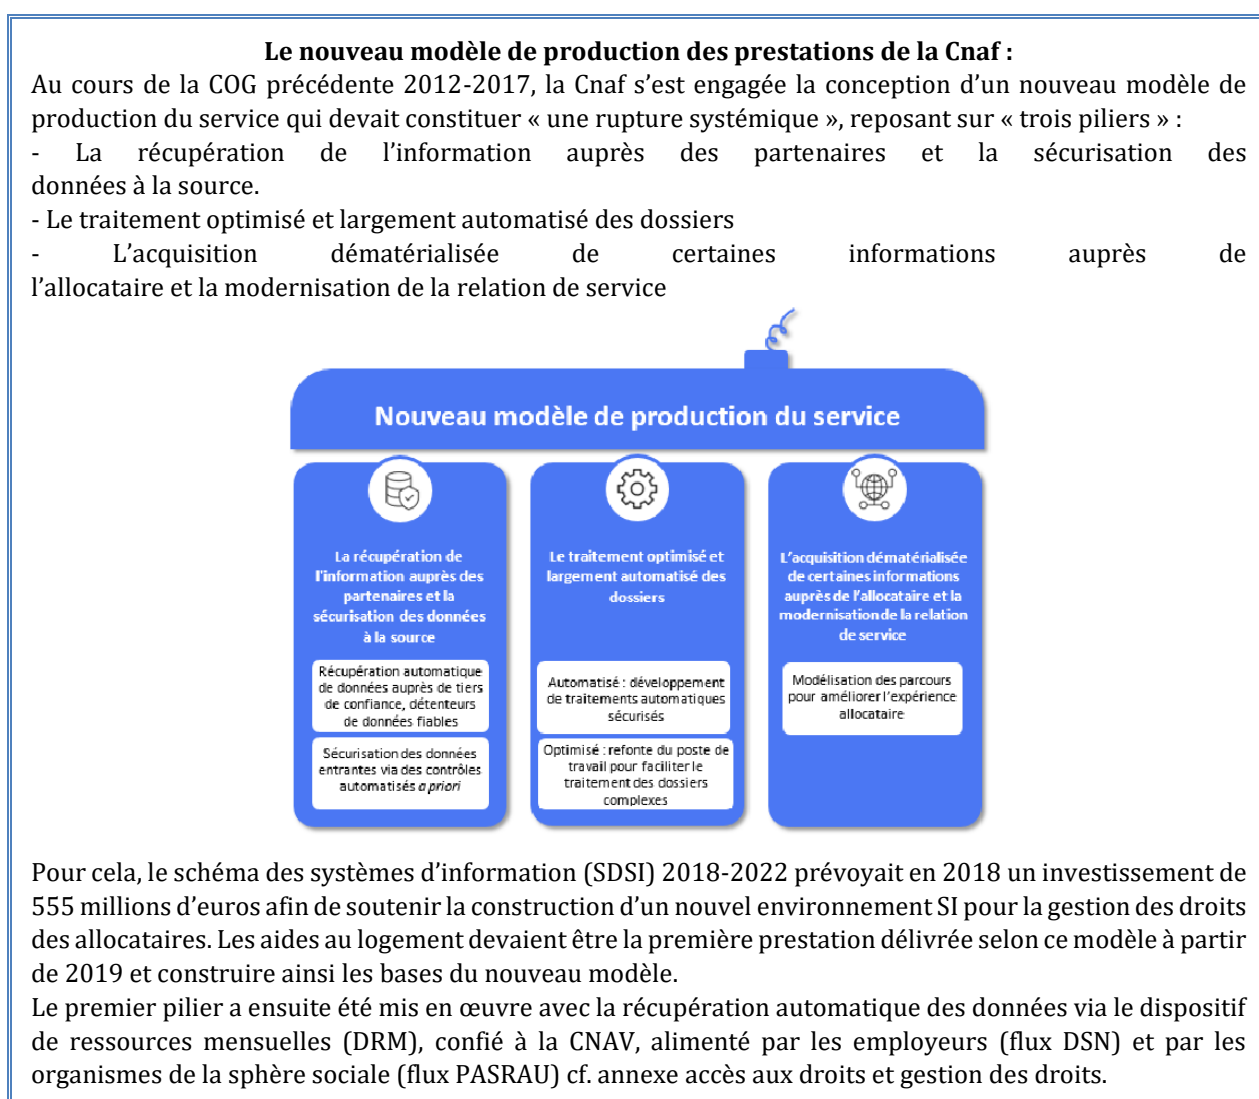 Le nouveau modèle de production des prestations de la Cnaf :
Au cours de la COG précédente 2012-2017, la Cnaf s’est engagée la conception d’un nouveau modèle de
production du service qui devait constituer « une rupture systémique », reposant sur « trois piliers » :
- La récupération de l’information auprès des partenaires et la sécurisation des
données à la source.
- Le traitement optimisé et largement automatisé des dossiers
- L’acquisition dématérialisée de certaines informations auprès de
l’allocataire et la modernisation de la relation de service
Nouveau modèle de production du service
La récupération de
l'information auprès des
partenaires et la
sécurisation des données
à la source
Récupération automatique
de données auprès de tiers
de confiance, détenteurs
de données fiables
Sécurisation des données
entrantes via des contrôles
automatisés a priori
Le traitement optimisé et
largement automatisé des
dossiers
Automatisé : développement
de traitements automatiques
sécurisés
Optimisé : refonte du poste de
travail pour faciliter le
traitement des dossiers
complexes
L’acquisition dématérialisée
de certaines informations
auprès de l’allocataire et la
modernisation de la relation
de service
Modélisation des parcours
pour améliorer l’expérience
allocataire
Pour cela, le schéma des systèmes d’information (SDSI) 2018-2022 prévoyait en 2018 un investissement de
555 millions d’euros afin de soutenir la construction d’un nouvel environnement SI pour la gestion des droits
des allocataires. Les aides au logement devaient être la première prestation délivrée selon ce modèle à partir
de 2019 et construire ainsi les bases du nouveau modèle.
Le premier pilier a ensuite été mis en œuvre avec la récupération automatique des données via le dispositif
de ressources mensuelles (DRM), confié à la CNAV, alimenté par les employeurs (flux DSN) et par les
organismes de la sphère sociale (flux PASRAU) cf. annexe accès aux droits et gestion des droits.